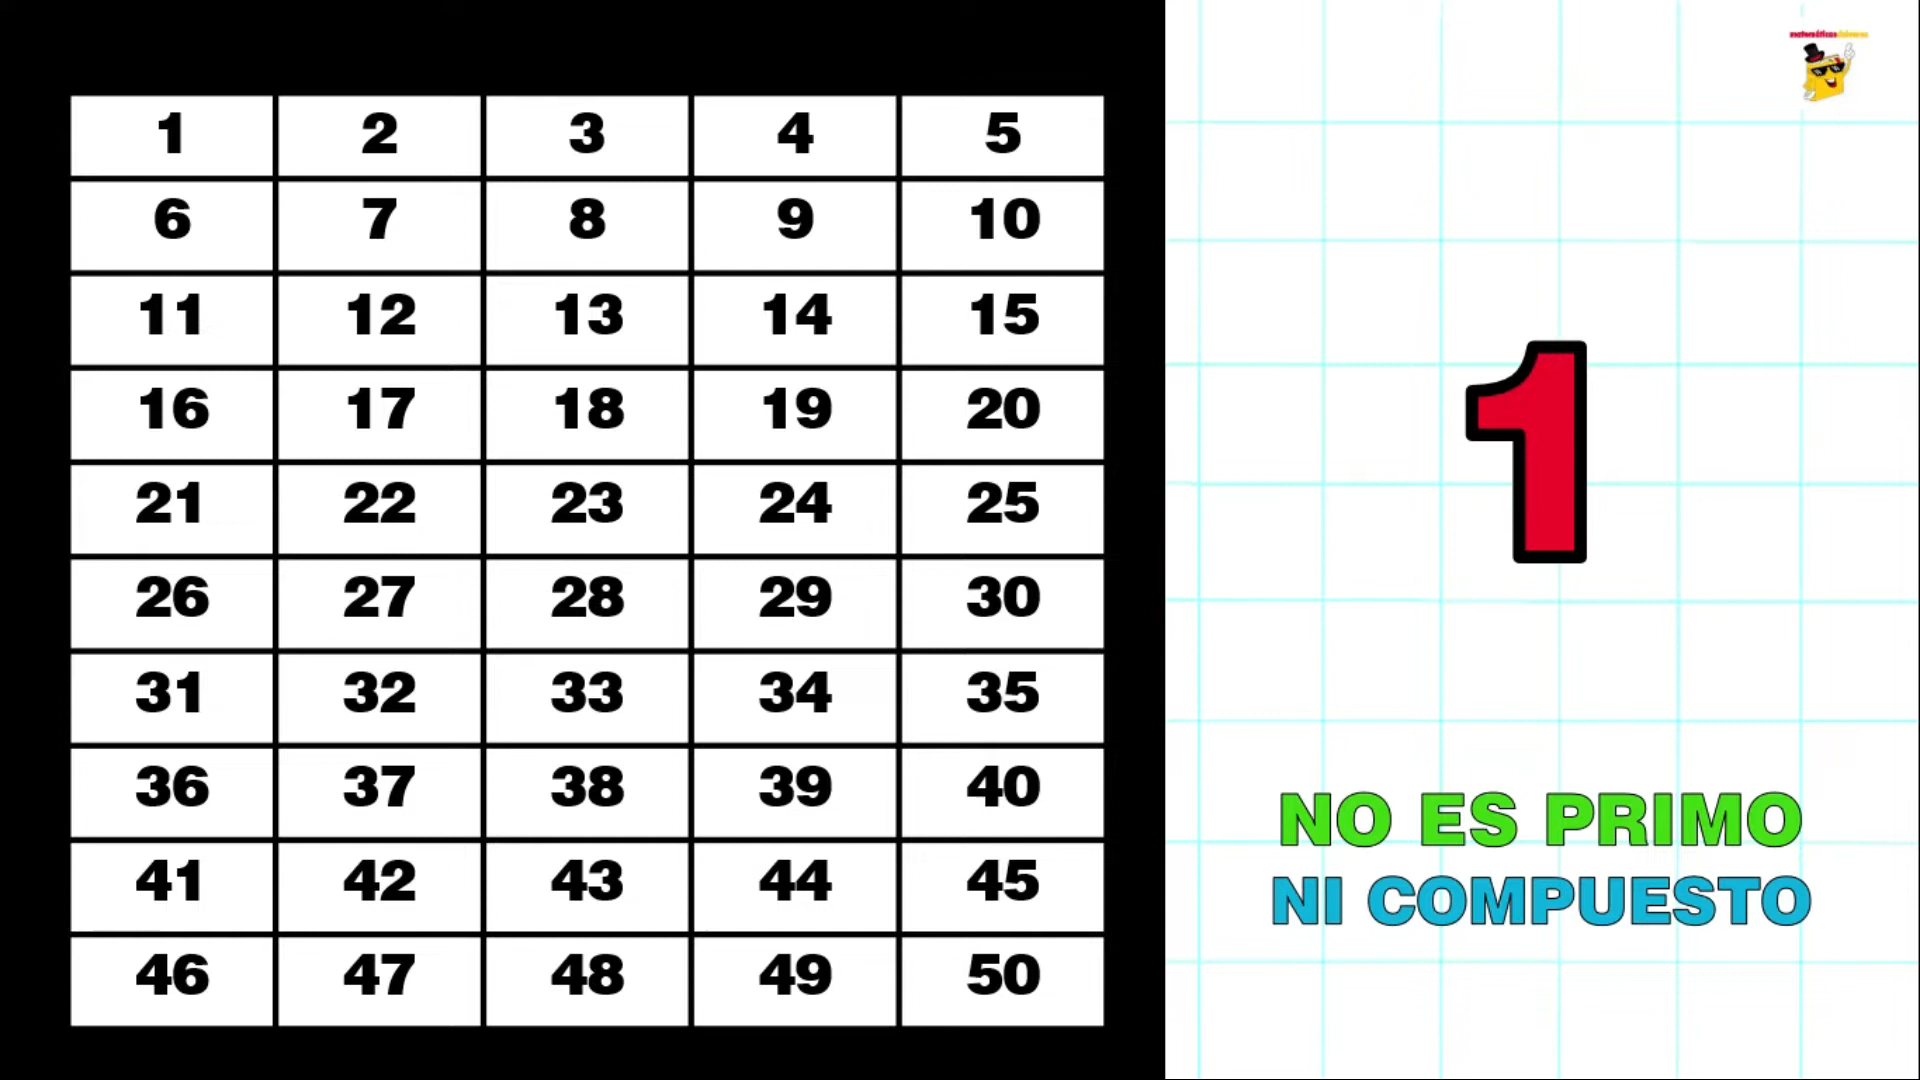 1 2 3 4 5
6 7 8 9 10
11 12 13 14 15
16 17 18 19 20
21 22 23 24 25
26 27 28 29 30
31 32 33 34 35
36 37 38 39 40
41 42 43 44 45
46 47 48 49 50
1
NO ES PRIMO
NI COMPUESTO